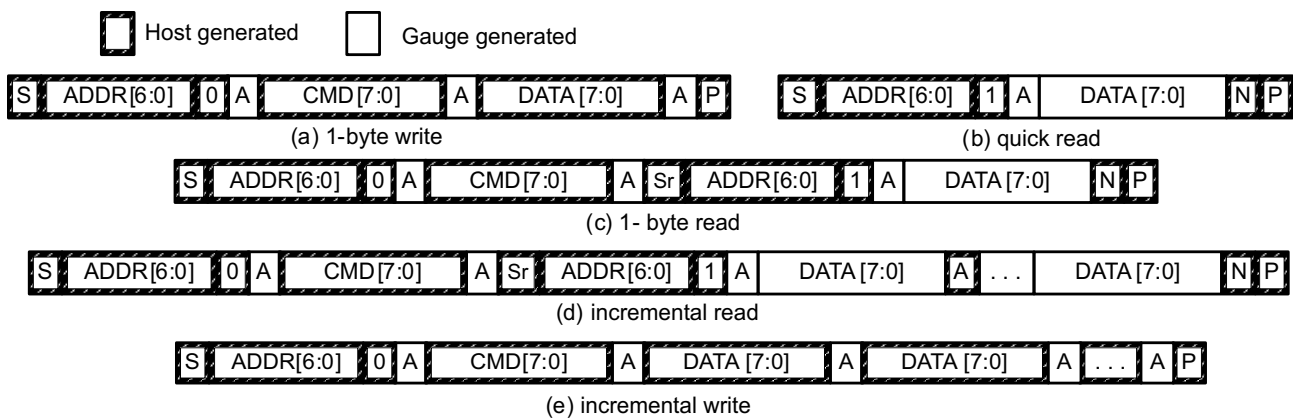 Host generated Gauge generated
S ADDR[6:0] 0 A CMD[7:0] A DATA[7:0] A P S ADDR[6:0] 1 A DATA[7:0] N P
(a) 1-byte write (b) quick read
S ADDR[6:0] 0 A CMD[7:0] A Sr ADDR[6:0] 1 A DATA[7:0] N P
(c) 1- byte read
S ADDR[6:0] 0 A CMD[7:0] A Sr ADDR[6:0] 1 A DATA[7:0] A . . . DATA[7:0] N P
(d) incremental read
S ADDR[6:0] 0 A CMD[7:0] A DATA[7:0] A DATA[7:0] A . . . A P
(e) incremental write